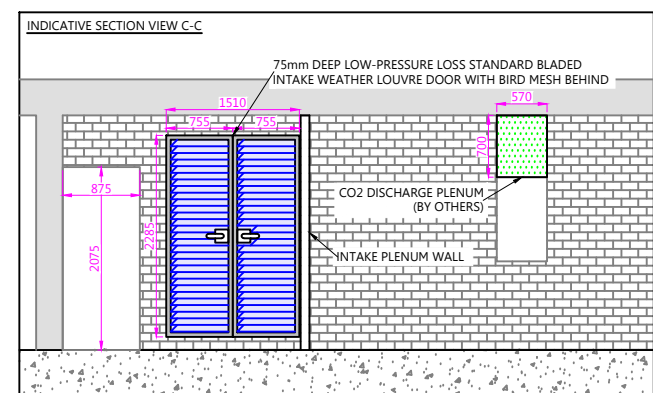 INDICATIVE SECTION VIEW C-C
75mm DEEP LOW-PRESSURE LOSS STANDARD BLADED
INTAKE WEATHER LOUVRE DOOR WITH BIRD MESH BEHIND
1510
570
755
755
700
875
CO2 DISCHARGE PLENUM
(BY OTHERS)
2285
2075
INTAKE PLENUM WALL